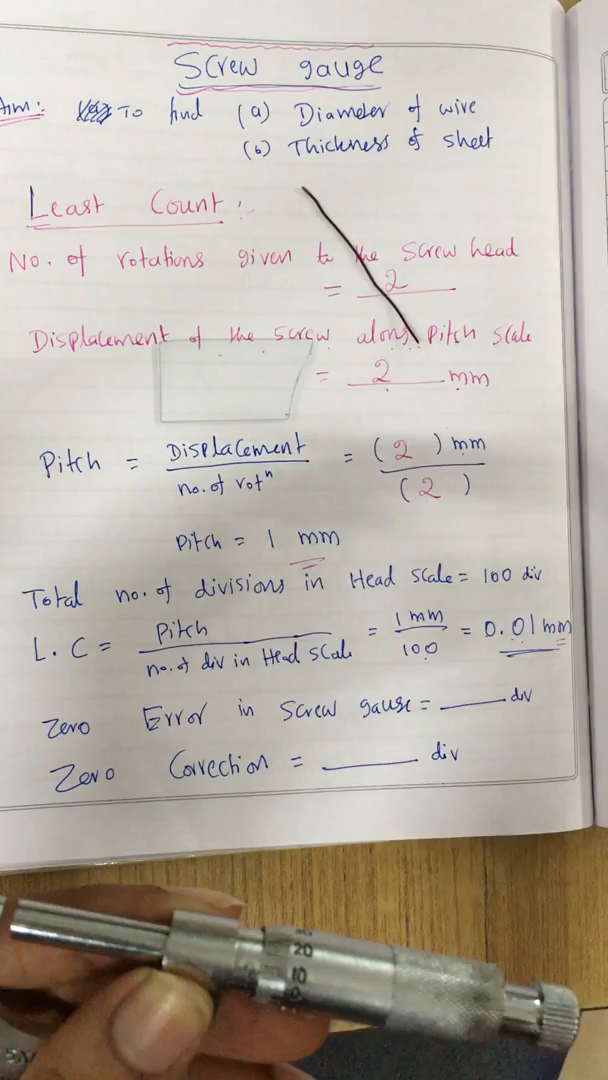 Screw gauge
Aim: To find (a) Diameter of wire
(b) Thickness of sheet
Least Count:-
No. of rotations given to the screw head
= 2
Displacement of the screw along Pitch scale
= 2 mm
Pitch = Displacement / no. of rotⁿ = (2) mm / (2)
Pitch = 1 mm
Total no. of divisions in Head scale = 100 div
L.C = Pitch / no. of div in Head scale = 1 mm / 100 = 0.01 mm
Zero Error in screw gauge = ____ div
Zero Correction = ____ div
20
10
0